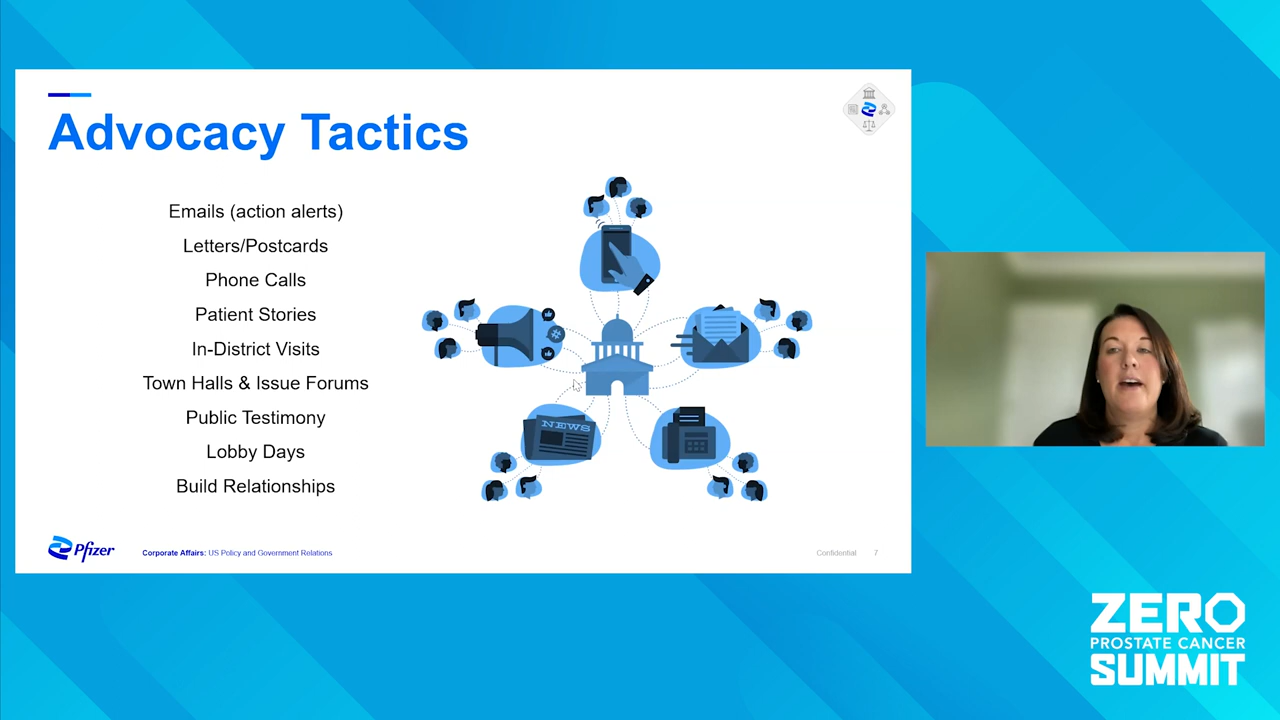 Advocacy Tactics
Emails (action alerts)
Letters/Postcards
Phone Calls
Patient Stories
In-District Visits
Town Halls & Issue Forums
Public Testimony
Lobby Days
Build Relationships
NEWS
Pfizer
Corporate Affairs: US Policy and Government Relations
Confidential 7
ZERO
PROSTATE CANCER
SUMMIT